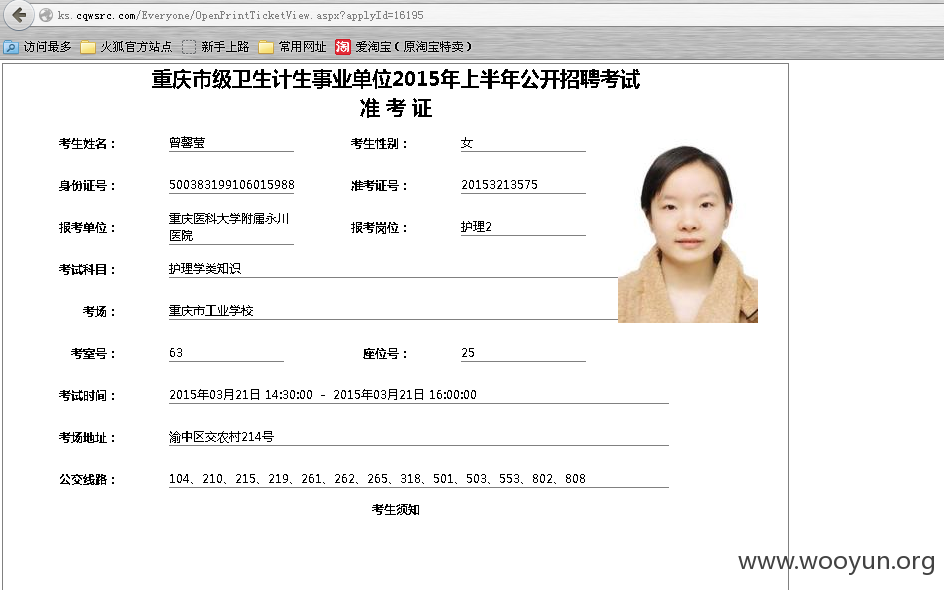 ks.cqwsrc.com/Everyone/OpenPrintTicketView.aspx?applyId=16195
访问最多 火狐官方站点 新手上路 常用网址 淘 爱淘宝（原淘宝特卖）
重庆市级卫生计生事业单位2015年上半年公开招聘考试
准 考 证
考生姓名： 曾馨莹 考生性别： 女
身份证号： 500383199106015988 准考证号： 20153213575
报考单位： 重庆医科大学附属永川医院 报考岗位： 护理2
考试科目： 护理学类知识
考场： 重庆市工业学校
考室号： 63 座位号： 25
考试时间： 2015年03月21日 14:30:00 - 2015年03月21日 16:00:00
考场地址： 渝中区交农村214号
公交线路： 104、210、215、219、261、262、265、318、501、503、553、802、808
考生须知
www.wooyun.org